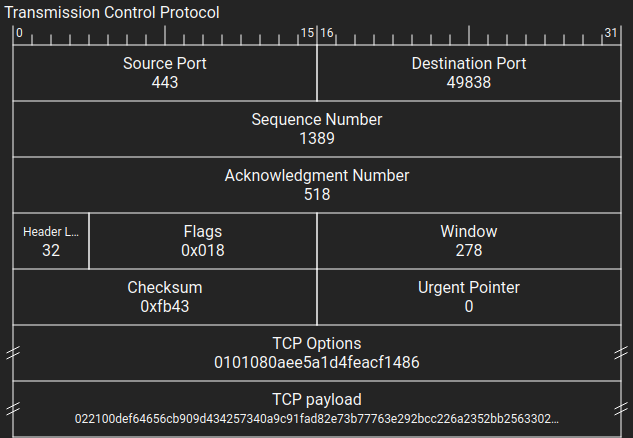 Transmission Control Protocol
0 15 16 31
Source Port Destination Port
443 49838
Sequence Number
1389
Acknowledgment Number
518
Header L... Flags Window
32 0x018 278
Checksum Urgent Pointer
0xfb43 0
TCP Options
0101080aee5a1d4feacf1486
TCP payload
022100def64656cb909d434257340a9c91fad82e73b77763e292bcc226a2352bb2563302...